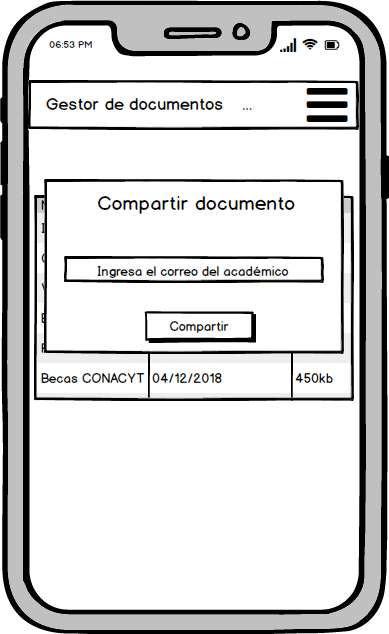 06:53 PM
Gestor de documentos ...
Compartir documento
Ingresa el correo del académico
Compartir
Becas CONACYT 04/12/2018 450kb